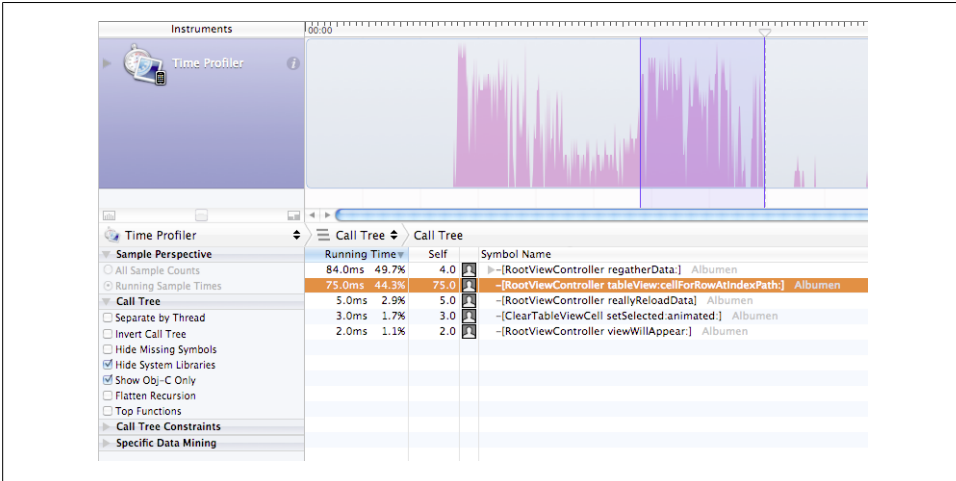 Instruments
00:00
Time Profiler
Time Profiler
Call Tree Call Tree
Sample Perspective
All Sample Counts
Running Sample Times
Call Tree
Separate by Thread
Invert Call Tree
Hide Missing Symbols
Hide System Libraries
Show Obj-C Only
Flatten Recursion
Top Functions
Call Tree Constraints
Specific Data Mining
Running Time Self Symbol Name
84.0ms 49.7% 4.0 -[RootViewController regatherData:] Albumen
75.0ms 44.3% 75.0 -[RootViewController tableView:cellForRowAtIndexPath:] Albumen
5.0ms 2.9% 5.0 -[RootViewController reallyReloadData] Albumen
3.0ms 1.7% 3.0 -[ClearTableViewCell setSelected:animated:] Albumen
2.0ms 1.1% 2.0 -[RootViewController viewWillAppear:] Albumen